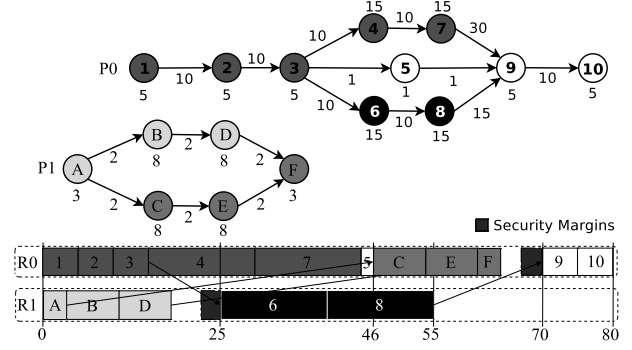 15 15
10
4 7
10 30
P0 1 10 2 10 3 1 5 1 9 10 10
5 5 5 1 5 5
10 6 10 8 15
15 15
P1 A 2 B 2 D 2 F
3 8 8 3
2 C 2 E 2
8 8
Security Margins
R0 1 2 3 4 7 5 C E F 9 10
R1 A B D 6 8
0 25 46 55 70 80